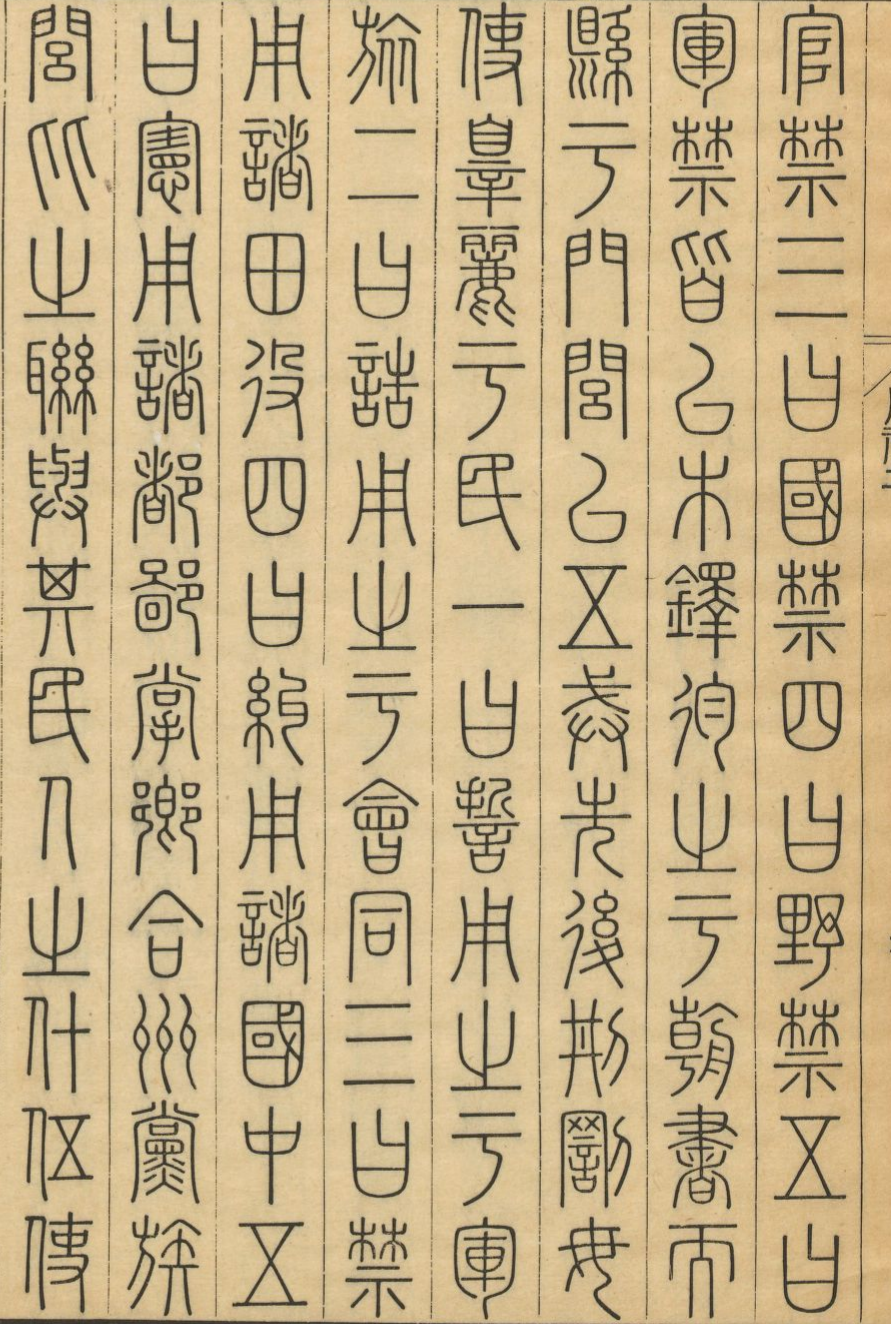 官禁三曰國禁四曰野禁五曰
軍禁皆以木鐸徇之于朝書而
縣于門閭以五戒先後刑罰毋
使辠麗于民一曰誓用之于軍
旅二曰誥用之于會同三曰禁
用諸田役四曰糾用諸國中五
曰憲用諸都鄙掌鄉合州黨族
閭比之聯與其民人之什伍使